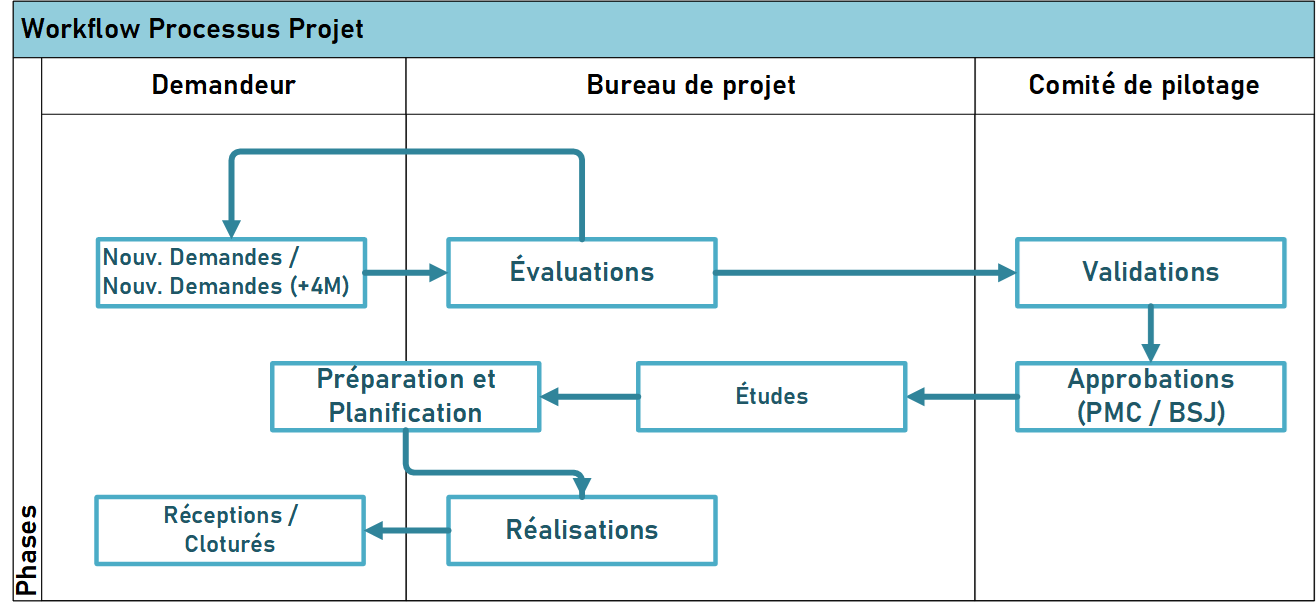 Workflow Processus Projet
Demandeur
Bureau de projet
Comité de pilotage
Nouv. Demandes /
Nouv. Demandes (+4M)
Évaluations
Validations
Préparation et
Planification
Études
Approbations
(PMC / BSJ)
Réceptions /
Cloturés
Réalisations
Phases